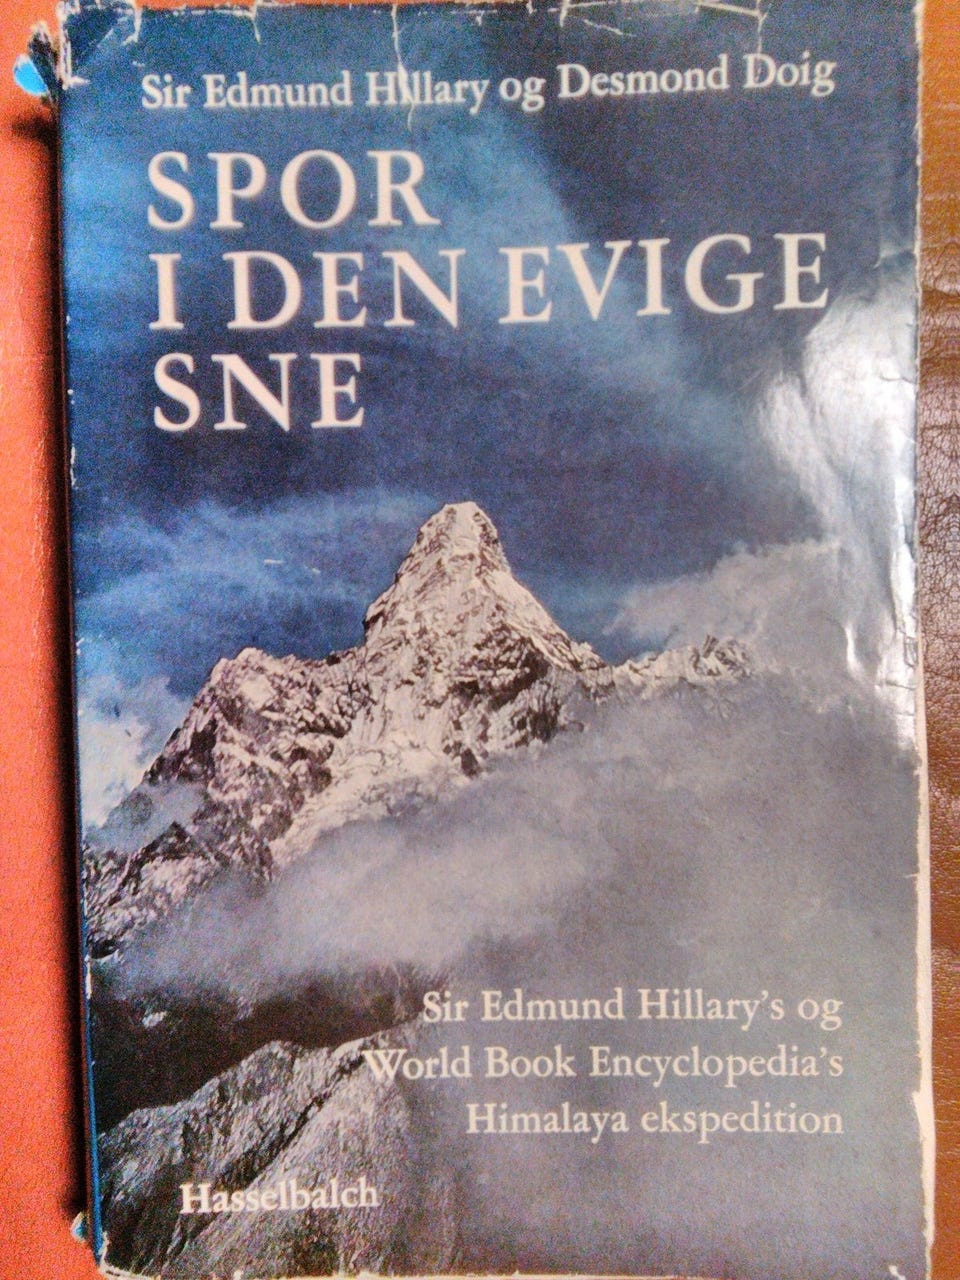 Sir Edmund Hillary og Desmond Doig
SPOR
I DEN EVIGE
SNE
Sir Edmund Hillary's og
World Book Encyclopedia's
Himalaya ekspedition
Hasselbalch